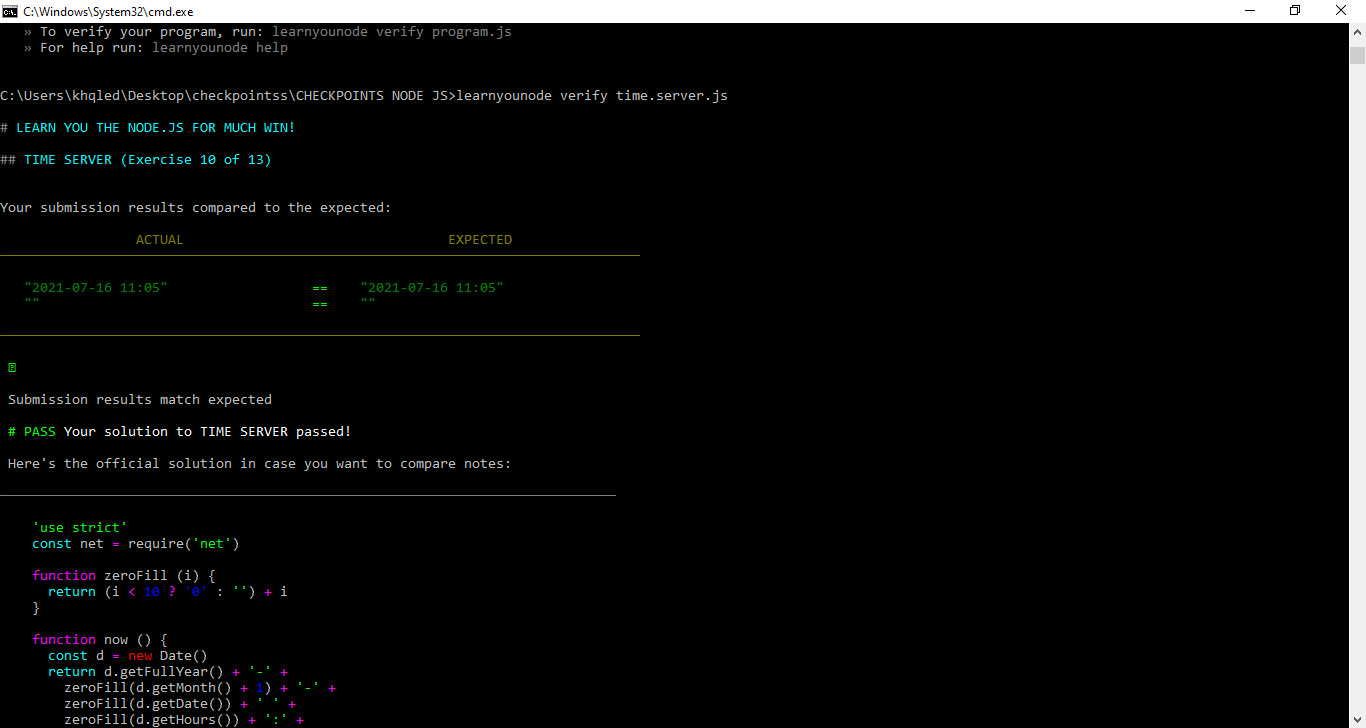 C:\Windows\System32\cmd.exe
» To verify your program, run: learnyounode verify program.js
» For help run: learnyounode help
C:\Users\khqled\Desktop\checkpointss\CHECKPOINTS NODE JS>learnyounode verify time.server.js
# LEARN YOU THE NODE.JS FOR MUCH WIN!
## TIME SERVER (Exercise 10 of 13)
Your submission results compared to the expected:
ACTUAL EXPECTED
"2021-07-16 11:05" == "2021-07-16 11:05"
"" == ""
Submission results match expected
# PASS Your solution to TIME SERVER passed!
Here's the official solution in case you want to compare notes:
'use strict'
const net = require('net')
function zeroFill (i) {
return (i < 10 ? '0' : '') + i
}
function now () {
const d = new Date()
return d.getFullYear() + '-' +
zeroFill(d.getMonth() + 1) + '-' +
zeroFill(d.getDate()) + ' ' +
zeroFill(d.getHours()) + ':' +